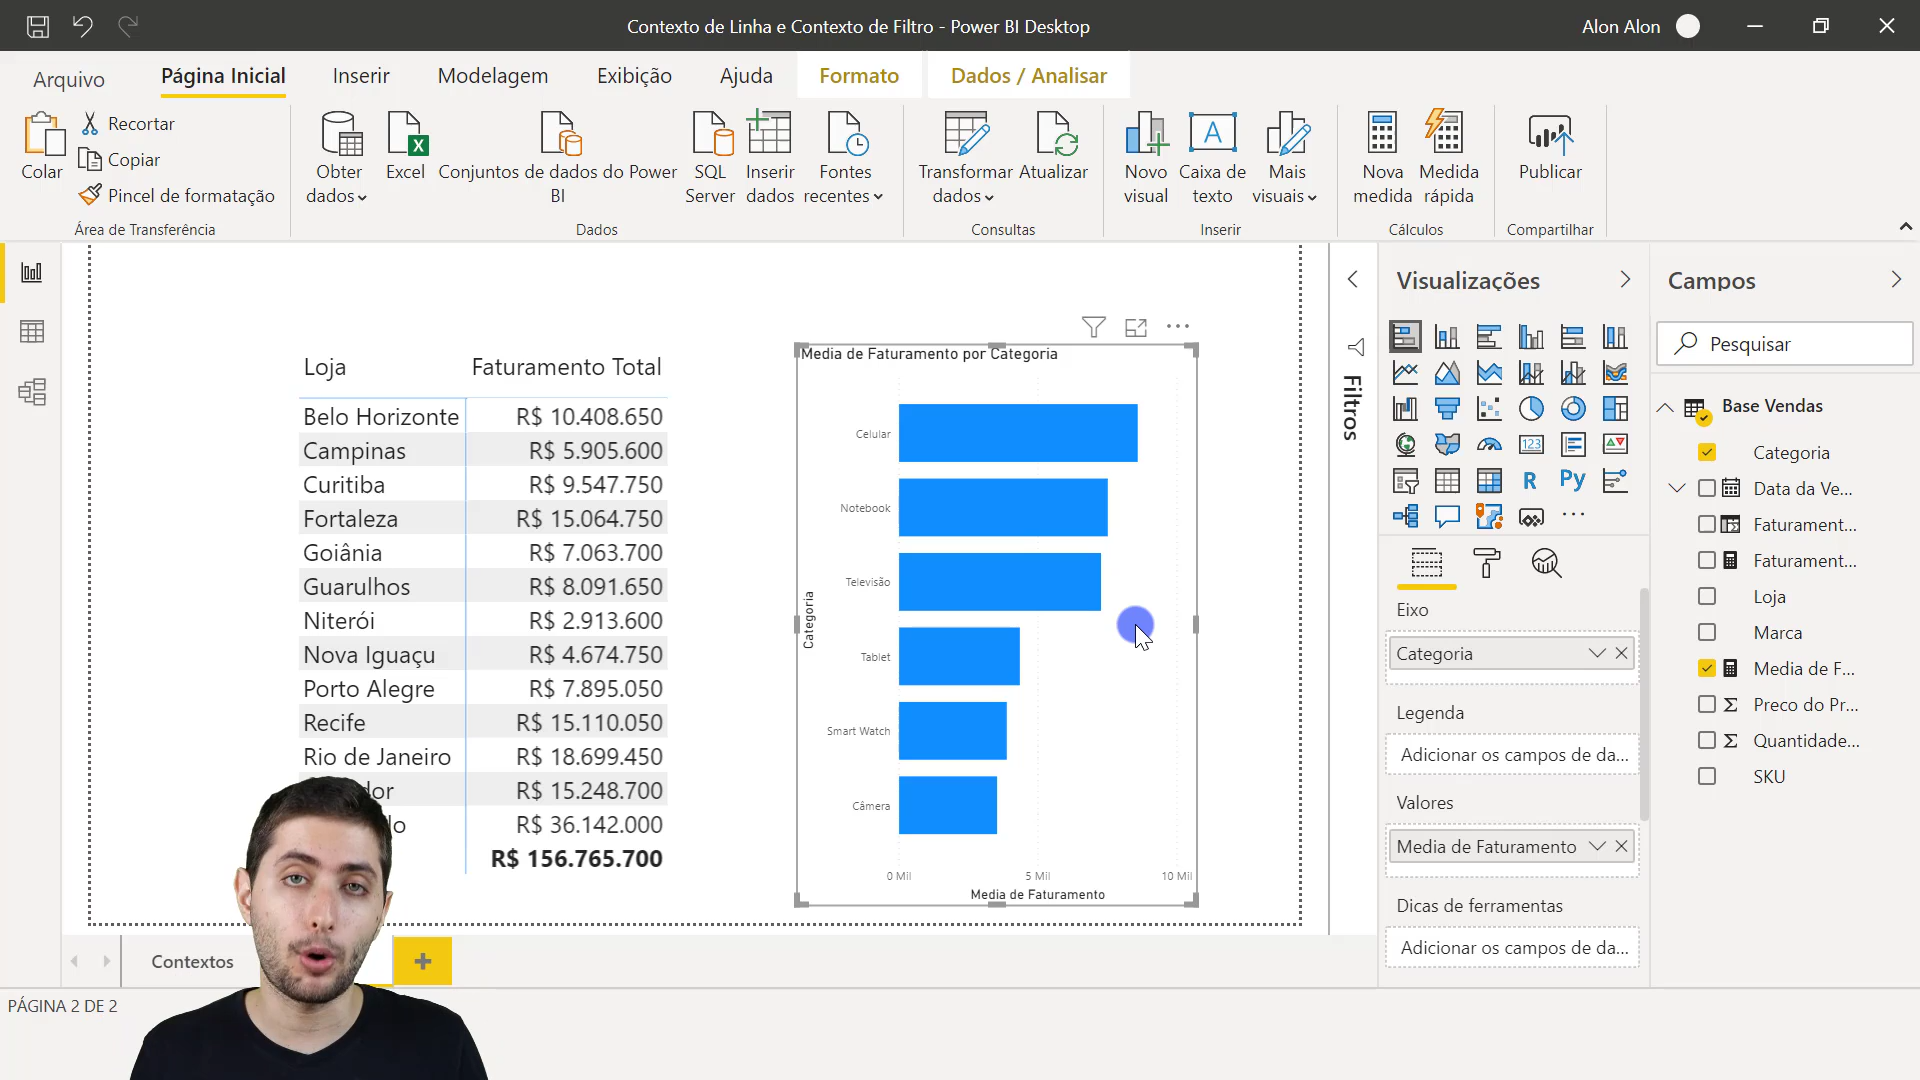 Contexto de Linha e Contexto de Filtro - Power BI Desktop
Alon Alon
Arquivo
Página Inicial
Inserir
Modelagem
Exibição
Ajuda
Formato
Dados / Analisar
Colar
Recortar
Copiar
Pincel de formatação
Área de Transferência
Obter
dados
Excel
Conjuntos de dados do Power
BI
SQL
Server
Inserir
dados
Fontes
recentes
Dados
Transformar
dados
Atualizar
Consultas
Novo
visual
Caixa de
texto
Mais
visuais
Inserir
Nova
medida
Medida
rápida
Cálculos
Publicar
Compartilhar
Loja Faturamento Total
Belo Horizonte R$ 10.408.650
Campinas R$ 5.905.600
Curitiba R$ 9.547.750
Fortaleza R$ 15.064.750
Goiânia R$ 7.063.700
Guarulhos R$ 8.091.650
Niterói R$ 2.913.600
Nova Iguaçu R$ 4.674.750
Porto Alegre R$ 7.895.050
Recife R$ 15.110.050
Rio de Janeiro R$ 18.699.450
dor R$ 15.248.700
lo R$ 36.142.000
R$ 156.765.700
Media de Faturamento por Categoria
Categoria
Celular
Notebook
Televisão
Tablet
Smart Watch
Câmera
0 Mil 5 Mil 10 Mil
Media de Faturamento
Filtros
Visualizações
123
R
Py
Eixo
Categoria
Legenda
Adicionar os campos de da...
Valores
Media de Faturamento
Dicas de ferramentas
Adicionar os campos de da...
Campos
Pesquisar
Base Vendas
Categoria
Data da Ve...
Faturament...
Faturament...
Loja
Marca
Media de F...
Preco do Pr...
Quantidade...
SKU
Contextos
PÁGINA 2 DE 2